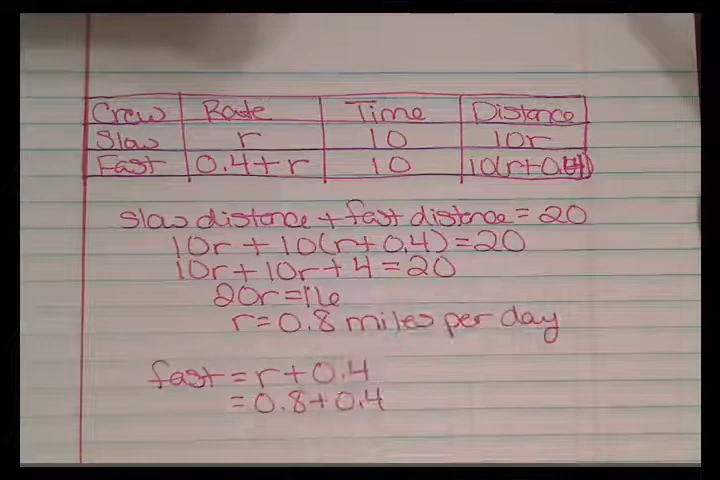 Crew Rate Time Distance
Slow r 10 10r
Fast 0.4+r 10 10(r+0.4)
slow distance + fast distance = 20
10r + 10(r+0.4) = 20
10r + 10r + 4 = 20
20r = 16
r = 0.8 miles per day
fast = r + 0.4
= 0.8 + 0.4